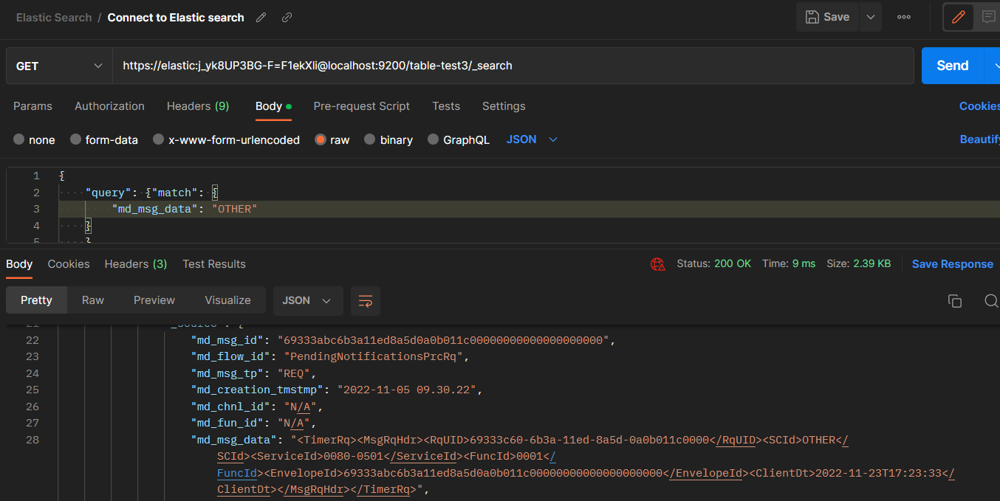 Elastic Search / Connect to Elastic search
Save
GET
https://elastic:j_yk8UP3BG-F=F1ekXli@localhost:9200/table-test3/_search
Send
Params Authorization Headers (9) Body Pre-request Script Tests Settings Cookies
none form-data x-www-form-urlencoded raw binary GraphQL JSON Beautify
1 {
2 "query": {"match": {
3 "md_msg_data": "OTHER"
4 }
5 }
Body Cookies Headers (3) Test Results Status: 200 OK Time: 9 ms Size: 2.39 KB Save Response
Pretty Raw Preview Visualize JSON
21 "_source": {
22 "md_msg_id": "69333abc6b3a11ed8a5d0a0b011c00000000000000000000",
23 "md_flow_id": "PendingNotificationsPrcRq",
24 "md_msg_tp": "REQ",
25 "md_creation_tmstmp": "2022-11-05 09.30.22",
26 "md_chnl_id": "N/A",
27 "md_fun_id": "N/A",
28 "md_msg_data": "<TimerRq><MsgRqHdr><RqUID>69333c60-6b3a-11ed-8a5d-0a0b011c0000</RqUID><SCId>OTHER</
SCId><ServiceId>0080-0501</ServiceId><FuncId>0001</
FuncId><EnvelopeId>69333abc6b3a11ed8a5d0a0b011c00000000000000000000</EnvelopeId><ClientDt>2022-11-23T17:23:33</
ClientDt></MsgRqHdr></TimerRq>",